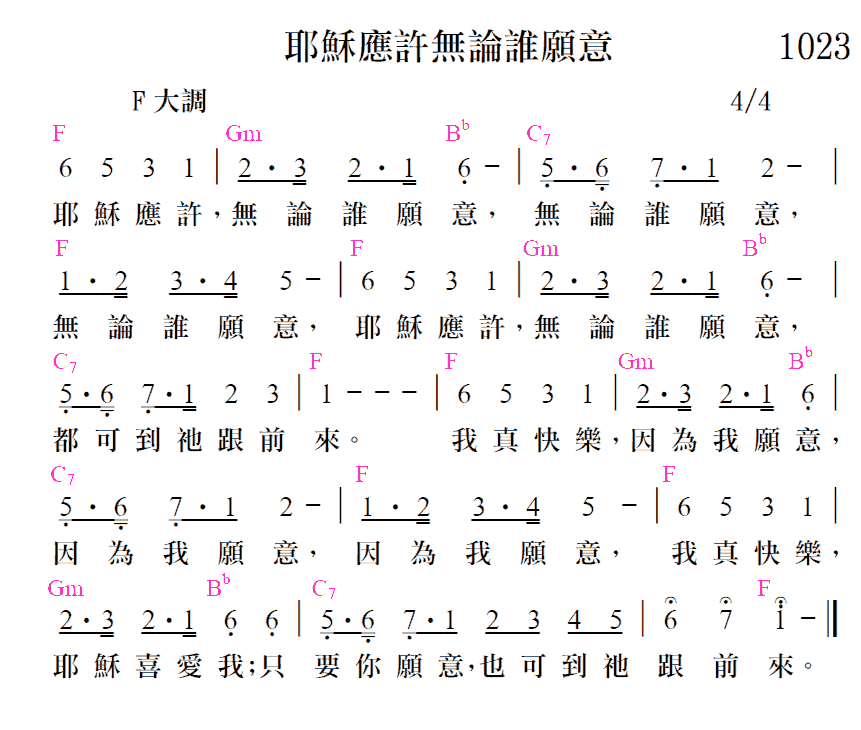 耶穌應許無論誰願意 1023
F 大調 4/4
F Gm B♭ C7
6 5 3 1 | 2 · 3 2 · 1 6 – | 5 · 6 7 · 1 2 – |
耶穌應許，無論誰願意， 無論誰願意，
F F Gm B♭
1 · 2 3 · 4 5 – | 6 5 3 1 | 2 · 3 2 · 1 6 – |
無論誰願意， 耶穌應許，無論誰願意，
C7 F F Gm B♭
5 · 6 7 · 1 2 3 | 1 – – – | 6 5 3 1 | 2 · 3 2 · 1 6 |
都可到祂跟前來。 我真快樂，因為我願意，
C7 F F
5 · 6 7 · 1 2 – | 1 · 2 3 · 4 5 – | 6 5 3 1 |
因為我願意， 因為我願意， 我真快樂，
Gm B♭ C7 F
2 · 3 2 · 1 6 6 | 5 · 6 7 · 1 2 3 4 5 | 6 7 1 – ‖
耶穌喜愛我；只要你願意，也可到祂跟前來。